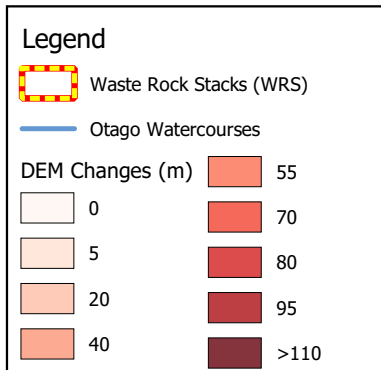 Legend
Waste Rock Stacks (WRS)
Otago Watercourses
DEM Changes (m)
0
5
20
40
55
70
80
95
>110